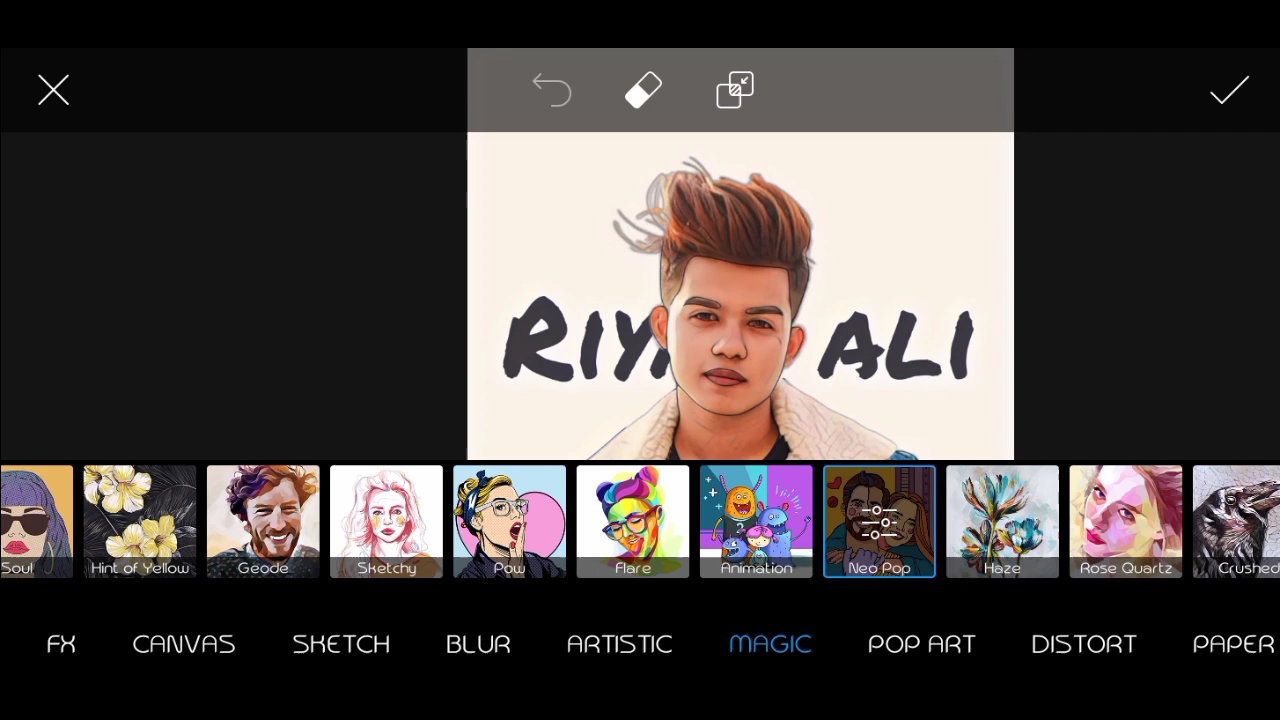 RIYA ALI
Soul
Hint of Yellow
Geode
Sketchy
Pow
Flare
Animation
Neo Pop
Haze
Rose Quartz
Crushed
FX
CANVAS
SKETCH
BLUR
ARTISTIC
MAGIC
POP ART
DISTORT
PAPER